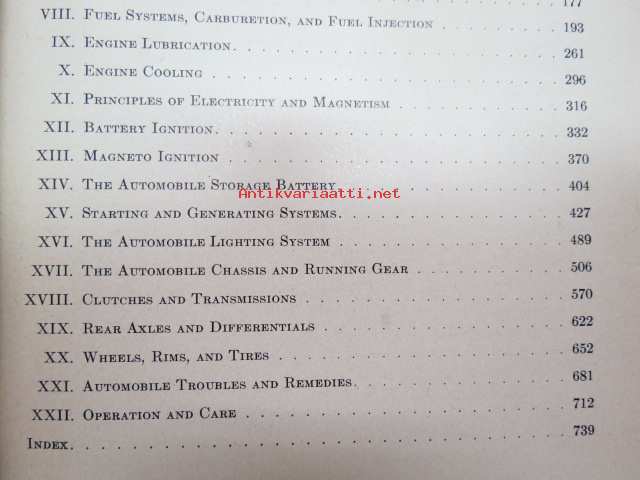 177
VIII. Fuel Systems, Carburetion, and Fuel Injection . . . . . . . 193
IX. Engine Lubrication. . . . . . . . . . . . . . . . . . . . . 261
X. Engine Cooling . . . . . . . . . . . . . . . . . . . . . . . 296
XI. Principles of Electricity and Magnetism . . . . . . . . . . 316
XII. Battery Ignition. . . . . . . . . . . . . . . . . . . . . . 332
XIII. Magneto Ignition . . . . . . . . . . . . . . . . . . . . . 370
XIV. The Automobile Storage Battery . . . . . . . . . . . . . . 404
Antikvariaatti.net
XV. Starting and Generating Systems. . . . . . . . . . . . . . . 427
XVI. The Automobile Lighting System . . . . . . . . . . . . . . 489
XVII. The Automobile Chassis and Running Gear . . . . . . . . . 506
XVIII. Clutches and Transmissions . . . . . . . . . . . . . . . 570
XIX. Rear Axles and Differentials . . . . . . . . . . . . . . . 622
XX. Wheels, Rims, and Tires . . . . . . . . . . . . . . . . . . 652
XXI. Automobile Troubles and Remedies. . . . . . . . . . . . . . 681
XXII. Operation and Care . . . . . . . . . . . . . . . . . . . . 712
Index. . . . . . . . . . . . . . . . . . . . . . . . . . . . . . 739